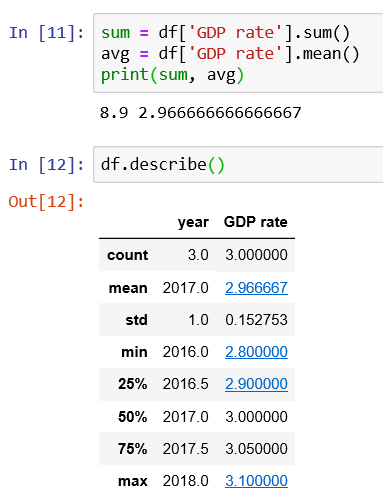 In [11]: sum = df['GDP rate'].sum()
avg = df['GDP rate'].mean()
print(sum, avg)
8.9 2.966666666666667
In [12]: df.describe()
Out[12]:
year GDP rate
count 3.0 3.000000
mean 2017.0 2.966667
std 1.0 0.152753
min 2016.0 2.800000
25% 2016.5 2.900000
50% 2017.0 3.000000
75% 2017.5 3.050000
max 2018.0 3.100000